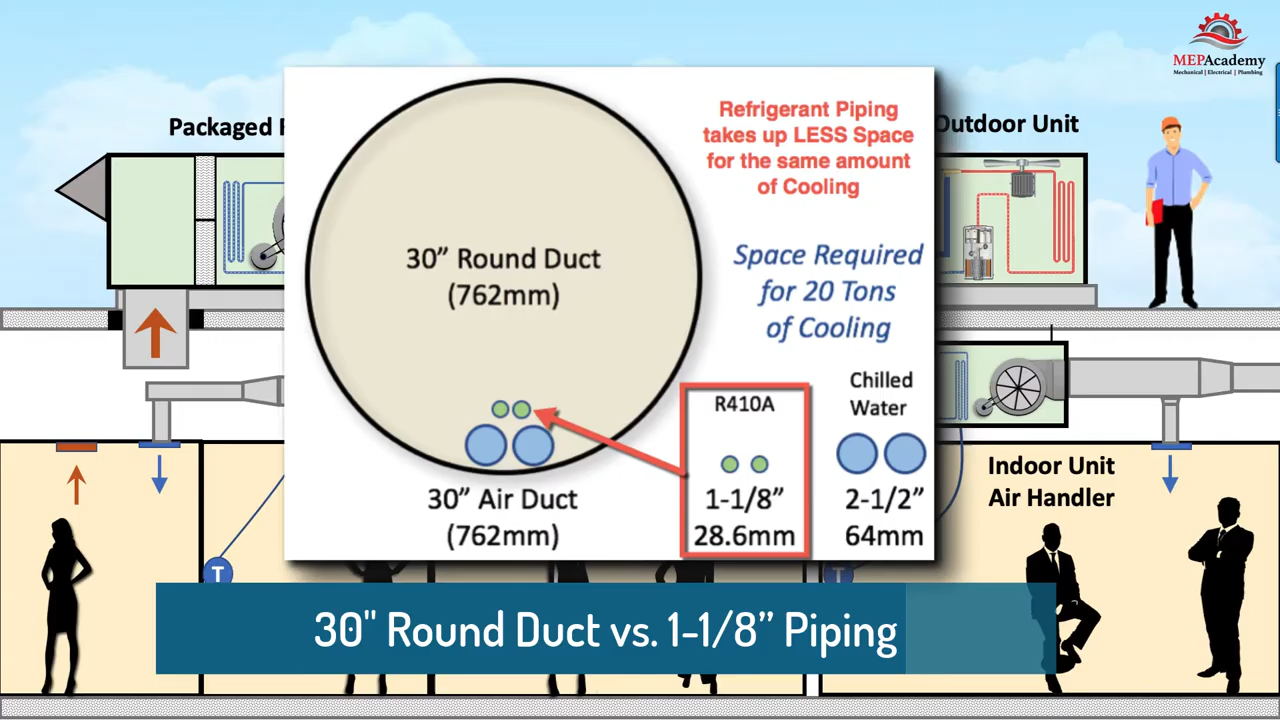 MEPAcademy
Mechanical | Electrical | Plumbing
Packaged
Outdoor Unit
Refrigerant Piping
takes up LESS Space
for the same amount
of Cooling
30” Round Duct
(762mm)
Space Required
for 20 Tons
of Cooling
R410A
Chilled
Water
30” Air Duct
(762mm)
1-1/8”
28.6mm
2-1/2”
64mm
Indoor Unit
Air Handler
T
T
30" Round Duct vs. 1-1/8” Piping